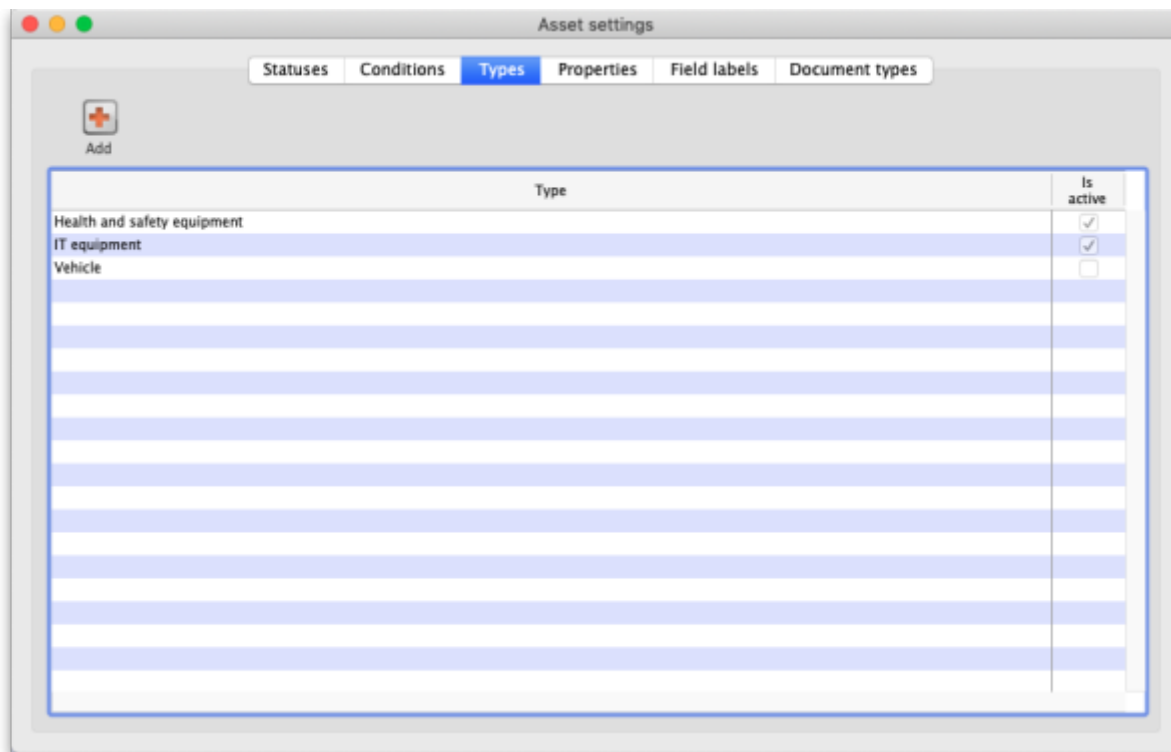 Asset settings
Statuses Conditions Types Properties Field labels Document types
Add
Type Is active
Health and safety equipment
IT equipment
Vehicle